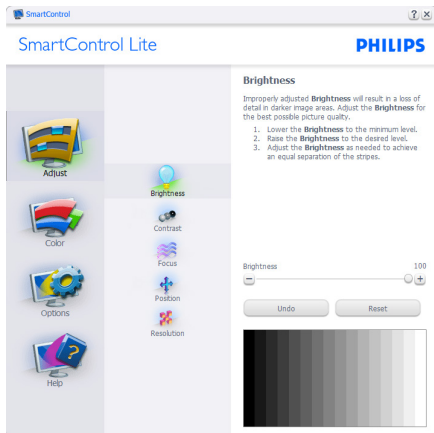 SmartControl
? ×
SmartControl Lite
PHILIPS
Adjust
Color
Options
Help
Brightness
Contrast
Focus
Position
Resolution
Brightness
Improperly adjusted Brightness will result in a loss of
detail in darker image areas. Adjust the Brightness for
the best possible picture quality.
1. Lower the Brightness to the minimum level.
2. Raise the Brightness to the desired level.
3. Adjust the Brightness as needed to achieve
an equal separation of the stripes.
Brightness 100
Undo Reset